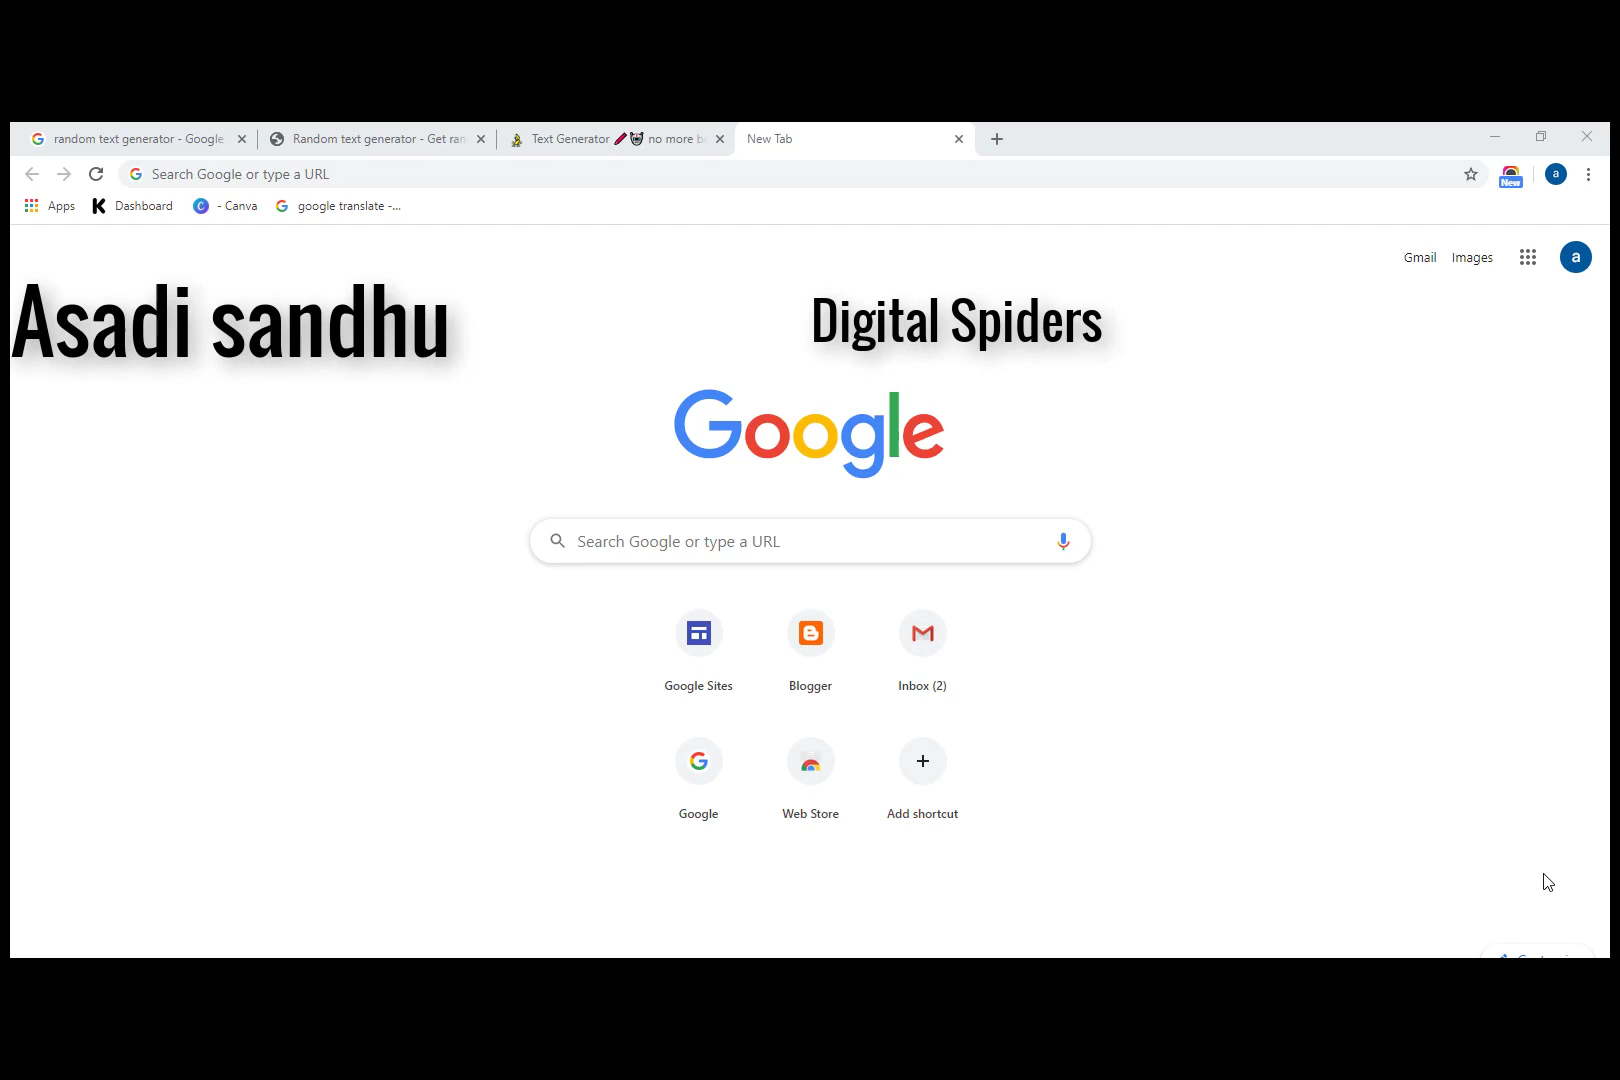 random text generator - Google
Random text generator - Get ran
Text Generator no more bo
New Tab
Search Google or type a URL
New
a
Apps
Dashboard
- Canva
google translate -...
Gmail
Images
a
Asadi sandhu
Digital Spiders
Google
Search Google or type a URL
Google Sites
Blogger
Inbox (2)
Google
Web Store
Add shortcut